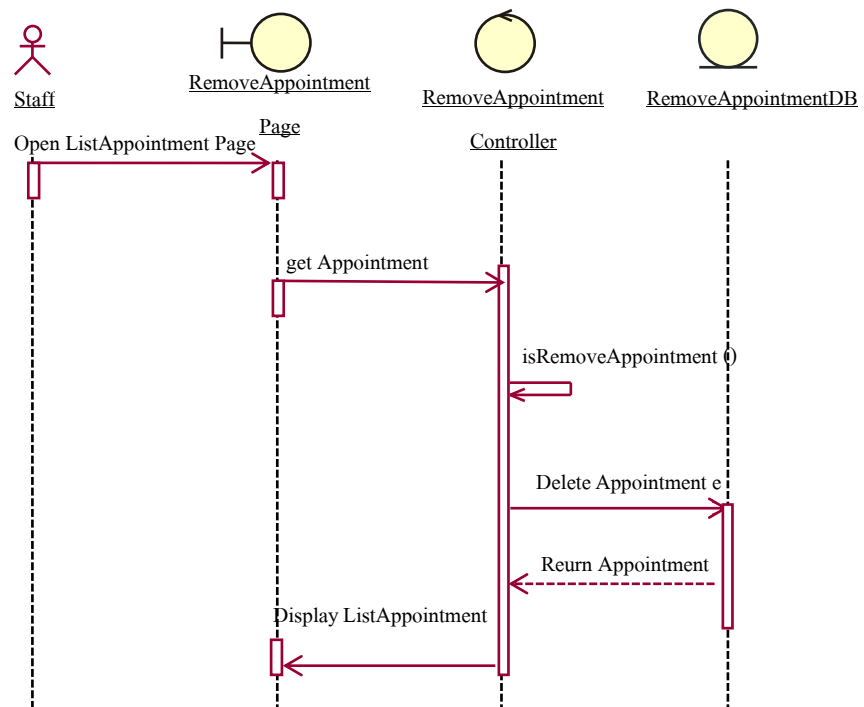 Staff
RemoveAppointment
Page
RemoveAppointment
Controller
RemoveAppointmentDB
Open ListAppointment Page
get Appointment
isRemoveAppointment ()
Delete Appointment e
Reurn Appointment
Display ListAppointment